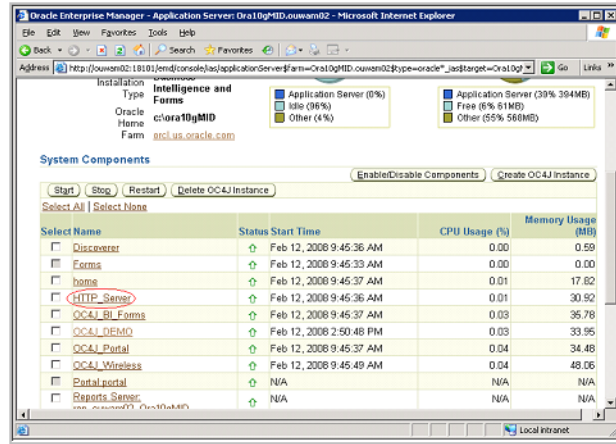 Oracle Enterprise Manager - Application Server: Ora10gMID.ouwam02 - Microsoft Internet Explorer
File Edit View Favorites Tools Help
Back Search Favorites
Address http://ouwam02:18101/emd/console/ias/applicationServer$farm=Ora10gMID.ouwam02$type=oracle*_ias$target=Ora10gM Go Links »
Installation Type Intelligence and Forms
Oracle Home c:\ora10gMID
Farm orcl.us.oracle.com
Application Server (0%)
Idle (96%)
Other (4%)
Application Server (39% 394MB)
Free (6% 61MB)
Other (55% 560MB)
System Components
Enable/Disable Components Create OC4J Instance
Start Stop Restart Delete OC4J Instance
Select All | Select None
Select Name Status Start Time CPU Usage (%) Memory Usage (MB)
Discoverer Feb 12, 2008 9:45:36 AM 0.00 0.59
Forms Feb 12, 2008 9:45:33 AM 0.00 0.00
home Feb 12, 2008 9:45:37 AM 0.01 17.82
HTTP_Server Feb 12, 2008 9:45:36 AM 0.01 30.92
OC4J_BI_Forms Feb 12, 2008 9:45:37 AM 0.03 35.78
OC4J_DEMO Feb 12, 2008 2:50:48 PM 0.03 33.95
OC4J_Portal Feb 12, 2008 9:45:37 AM 0.04 34.48
OC4J_Wireless Feb 12, 2008 9:45:49 AM 0.04 48.06
Portal:portal N/A N/A N/A
Reports Server: N/A N/A N/A
Local intranet